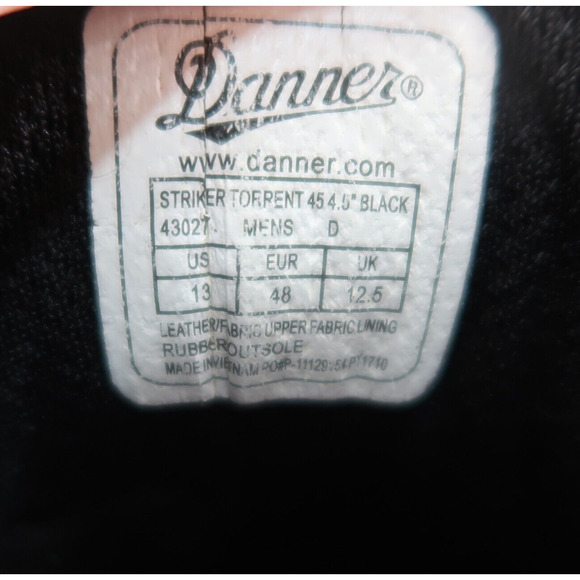 Danner®
www.danner.com
STRIKER TORRENT 45 4.5" BLACK
43027 MENS D
US EUR UK
13 48 12.5
LEATHER/FABRIC UPPER FABRIC LINING
RUBBER OUTSOLE
MADE IN VIETNAM